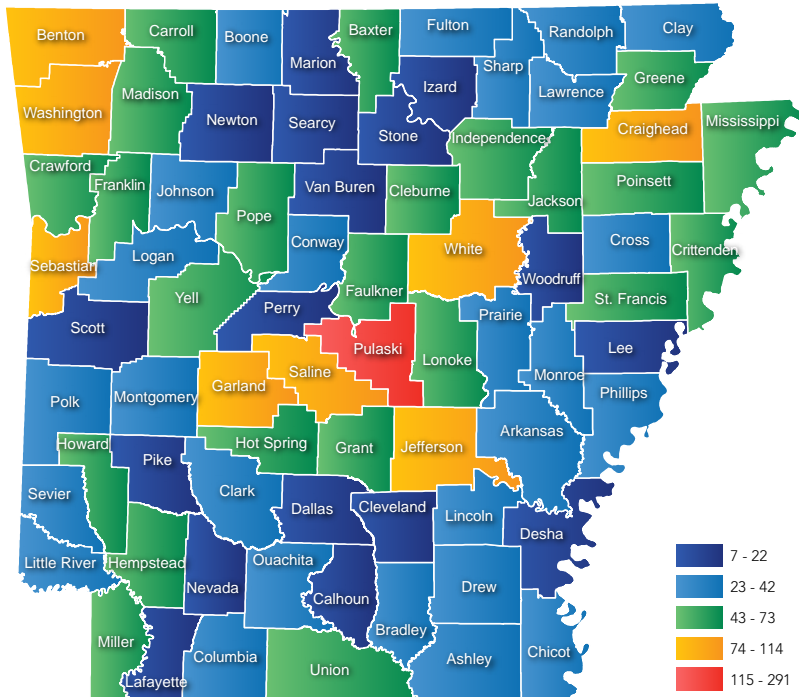 Benton
Carroll
Boone
Marion
Baxter
Fulton
Randolph
Clay
Sharp
Izard
Lawrence
Greene
Washington
Madison
Newton
Searcy
Stone
Independence
Craighead
Mississippi
Crawford
Franklin
Johnson
Pope
Van Buren
Cleburne
Jackson
Poinsett
Sebastian
Logan
Conway
White
Woodruff
Cross
Crittenden
Yell
Faulkner
St. Francis
Scott
Perry
Pulaski
Lonoke
Prairie
Lee
Polk
Montgomery
Garland
Saline
Monroe
Phillips
Howard
Pike
Hot Spring
Grant
Jefferson
Arkansas
Sevier
Clark
Dallas
Cleveland
Lincoln
Desha
Little River
Hempstead
Nevada
Ouachita
Calhoun
Bradley
Drew
Miller
Lafayette
Columbia
Union
Ashley
Chicot
7 - 22
23 - 42
43 - 73
74 - 114
115 - 291